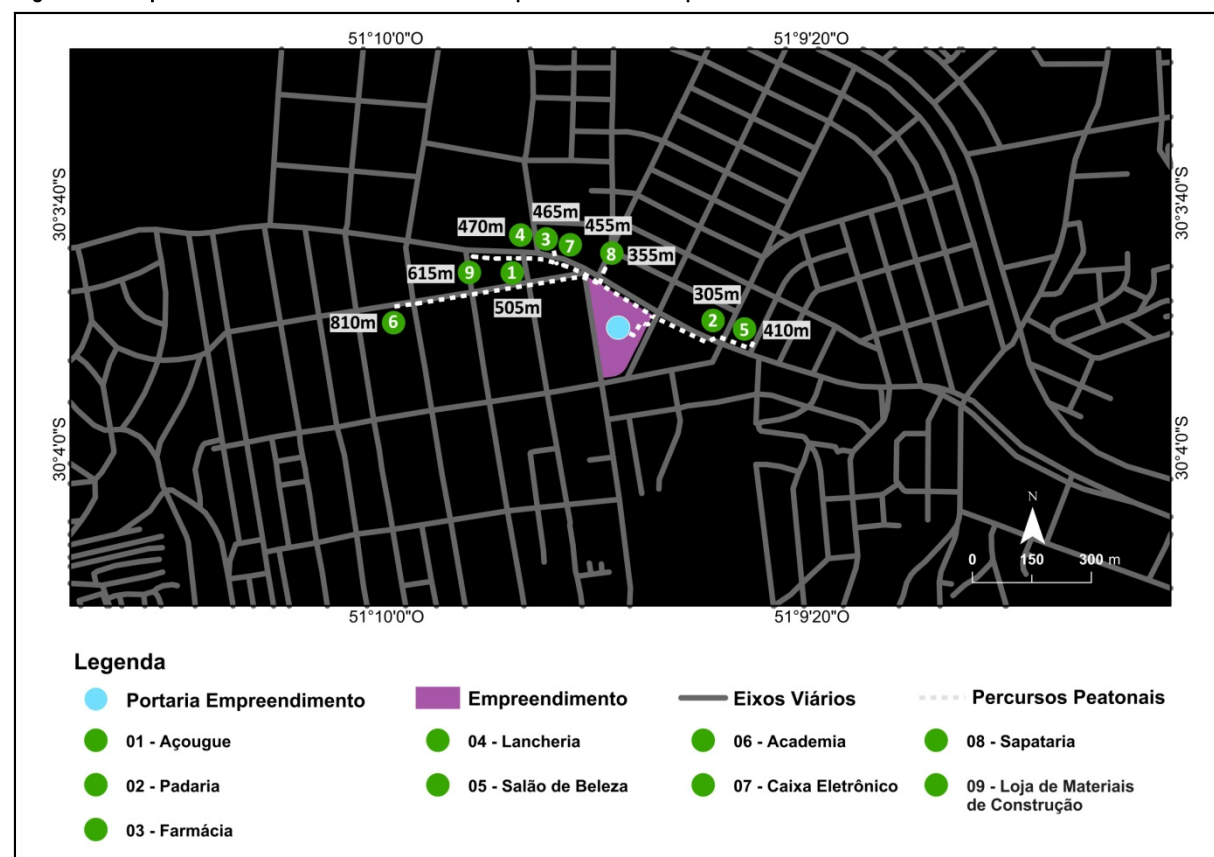 51°10'0"O 51°9'20"O
30°3'40"S 30°3'40"S
465m
470m 455m
4 3 7 8 355m
615m 9 1
305m
505m
810m 6 2 5 410m
30°4'0"S 30°4'0"S
N
0 150 300 m
51°10'0"O 51°9'20"O
Legenda
Portaria Empreendimento Empreendimento Eixos Viários Percursos Peatonais
01 - Açougue 04 - Lancheria 06 - Academia 08 - Sapataria
02 - Padaria 05 - Salão de Beleza 07 - Caixa Eletrônico 09 - Loja de Materiais
de Construção
03 - Farmácia